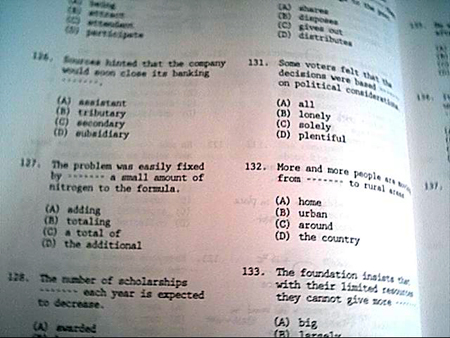 (A) being
(B) attract
(C) attendant
(D) participate
126. Sources hinted that the company
would soon close its banking
-------.
(A) assistant
(B) tributary
(C) secondary
(D) subsidiary
127. The problem was easily fixed
by ------- a small amount of
nitrogen to the formula.
(A) adding
(B) totaling
(C) a total of
(D) the additional
128. The number of scholarships
------- each year is expected
to decrease.
(A) awarded
(A) shares
(B) disposes
(C) gives out
(D) distributes
131. Some voters felt that the
decisions were based -------
on political considerations
(A) all
(B) lonely
(C) solely
(D) plentiful
132. More and more people are moving
from ------- to rural areas
(A) home
(B) urban
(C) around
(D) the country
133. The foundation insists that
with their limited resources
they cannot give more -------
(A) big
(B) largely
137.